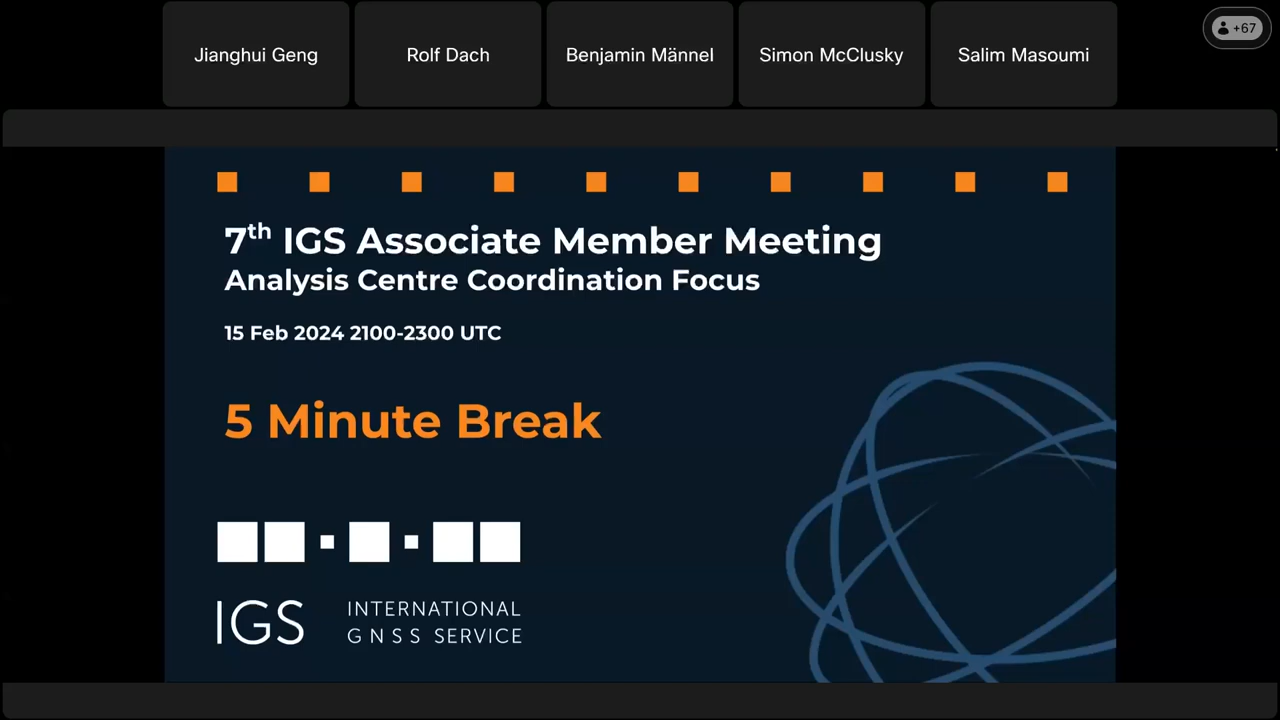 Jianghui Geng
Rolf Dach
Benjamin Männel
Simon McClusky
Salim Masoumi
+67
7th IGS Associate Member Meeting
Analysis Centre Coordination Focus
15 Feb 2024 2100-2300 UTC
5 Minute Break
IGS
INTERNATIONAL
GNSS SERVICE